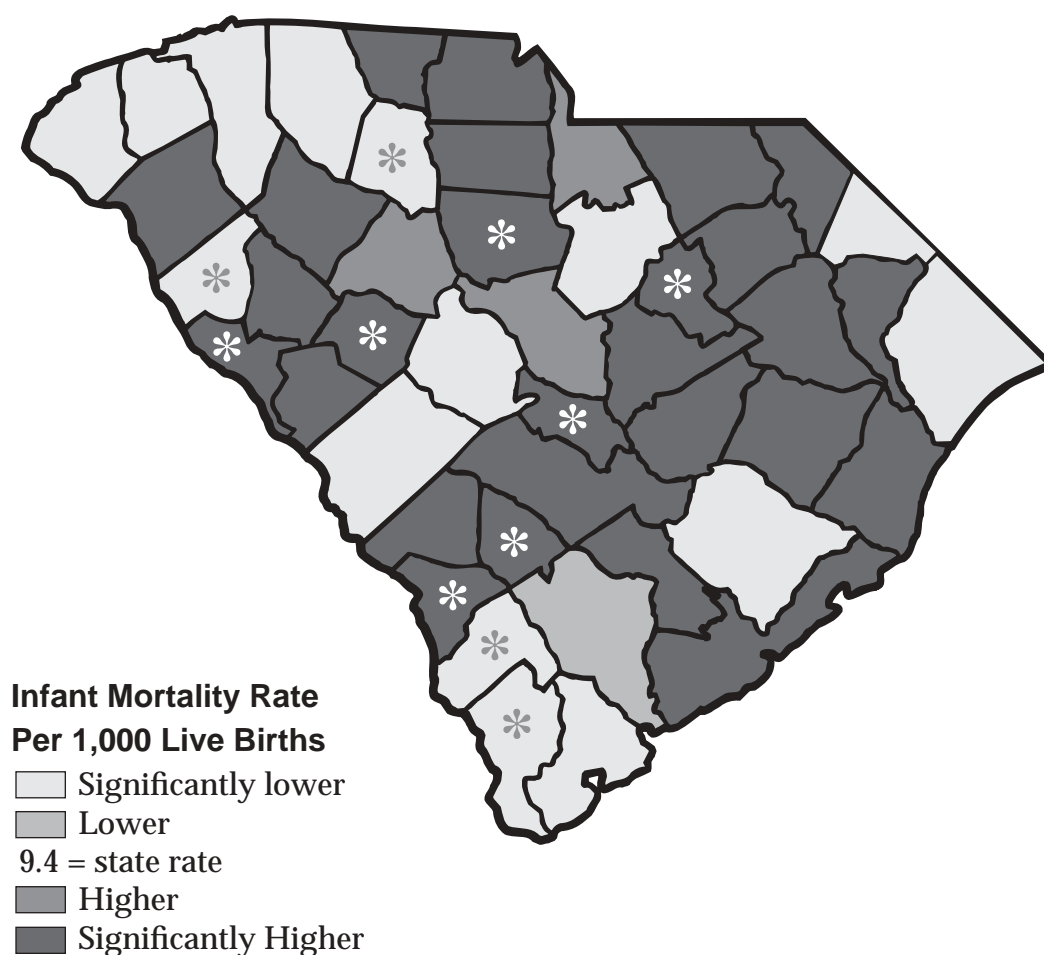 Infant Mortality Rate
Per 1,000 Live Births
Significantly lower
Lower
9.4 = state rate
Higher
Significantly Higher